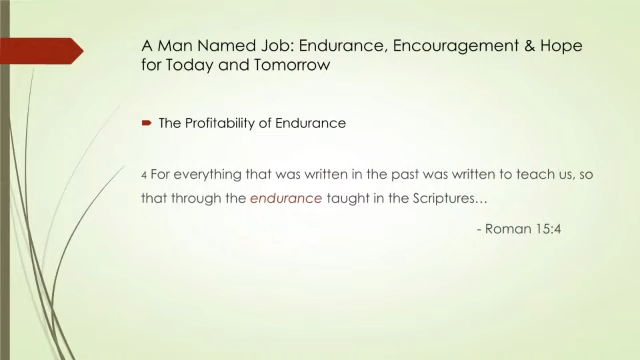 A Man Named Job: Endurance, Encouragement & Hope
for Today and Tomorrow
The Profitability of Endurance
4 For everything that was written in the past was written to teach us, so
that through the endurance taught in the Scriptures…
- Roman 15:4